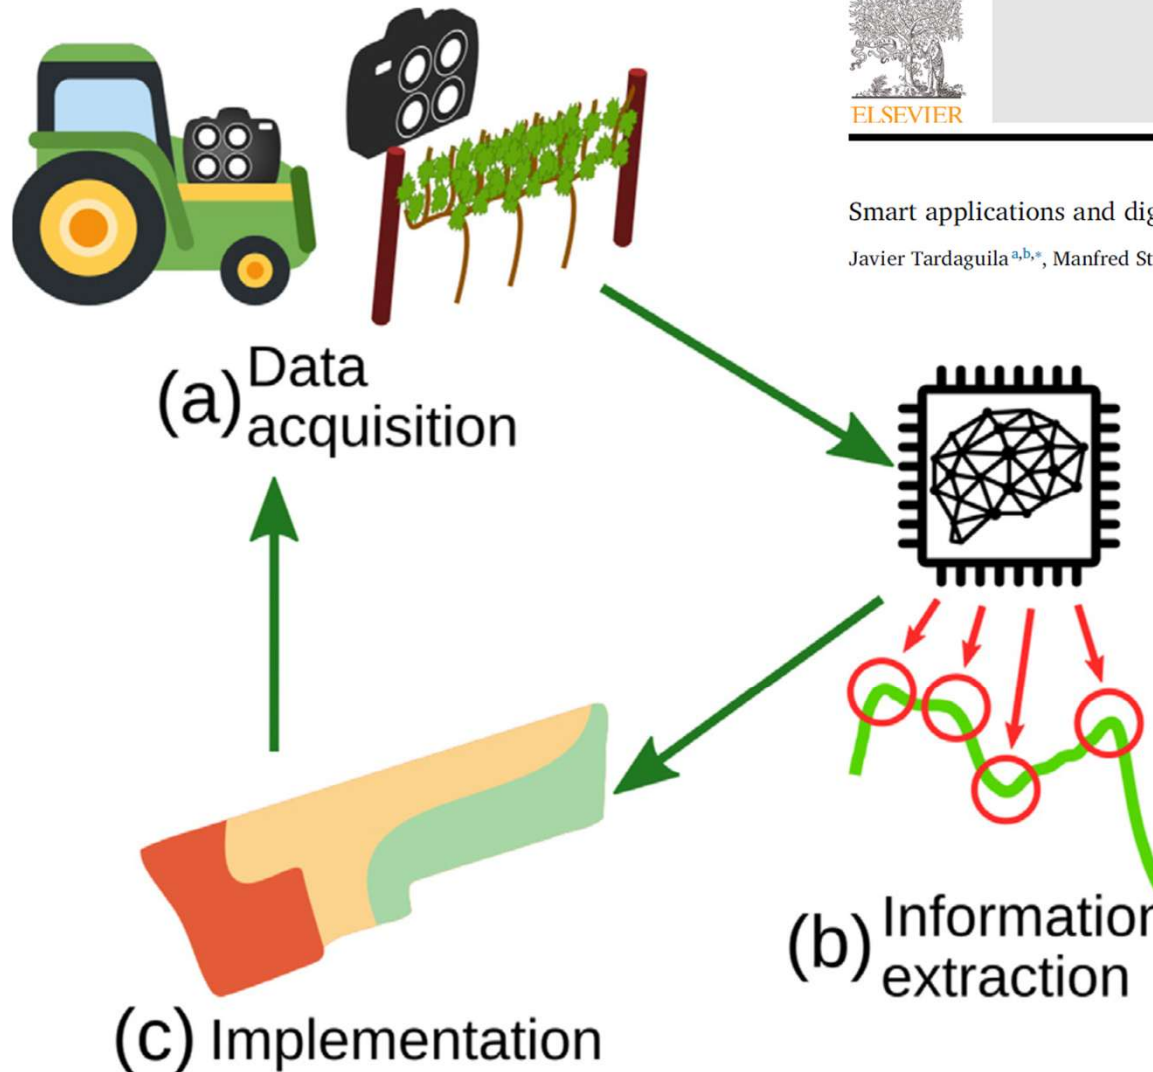 ELSEVIER
Smart applications and dig
Javier Tardaguila a,b,*, Manfred St
(a) Data
acquisition
(b) Information
extraction
(c) Implementation